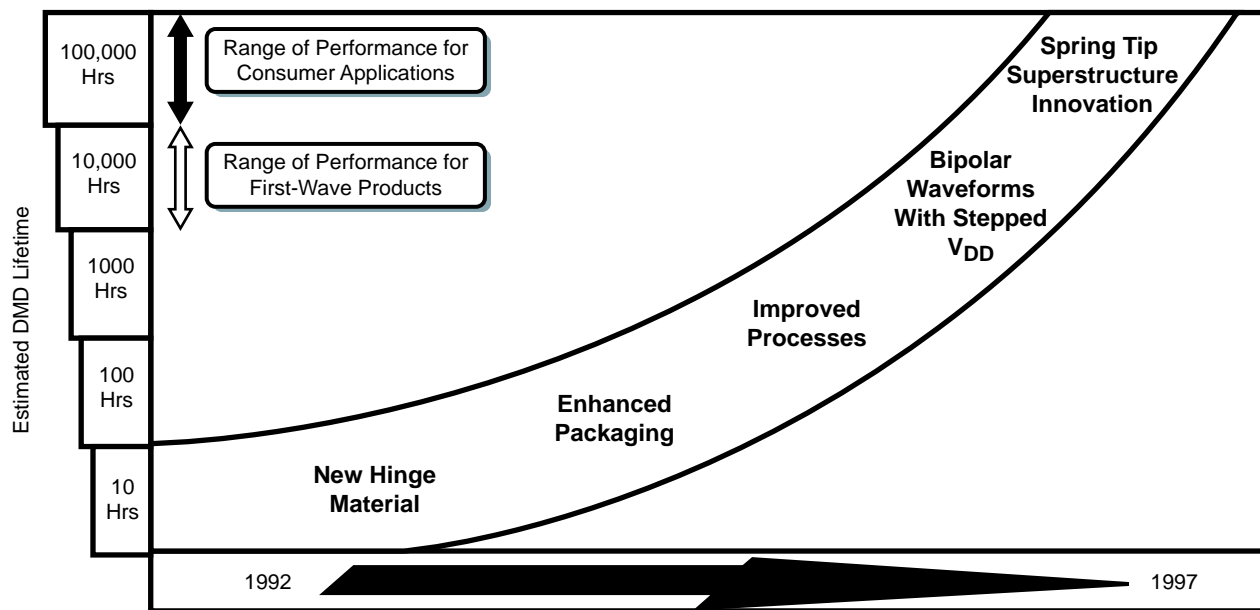 Estimated DMD Lifetime
100,000
Hrs
10,000
Hrs
1000
Hrs
100
Hrs
10
Hrs
Range of Performance for
Consumer Applications
Range of Performance for
First-Wave Products
Spring Tip
Superstructure
Innovation
Bipolar
Waveforms
With Stepped
VDD
Improved
Processes
Enhanced
Packaging
New Hinge
Material
1992
1997